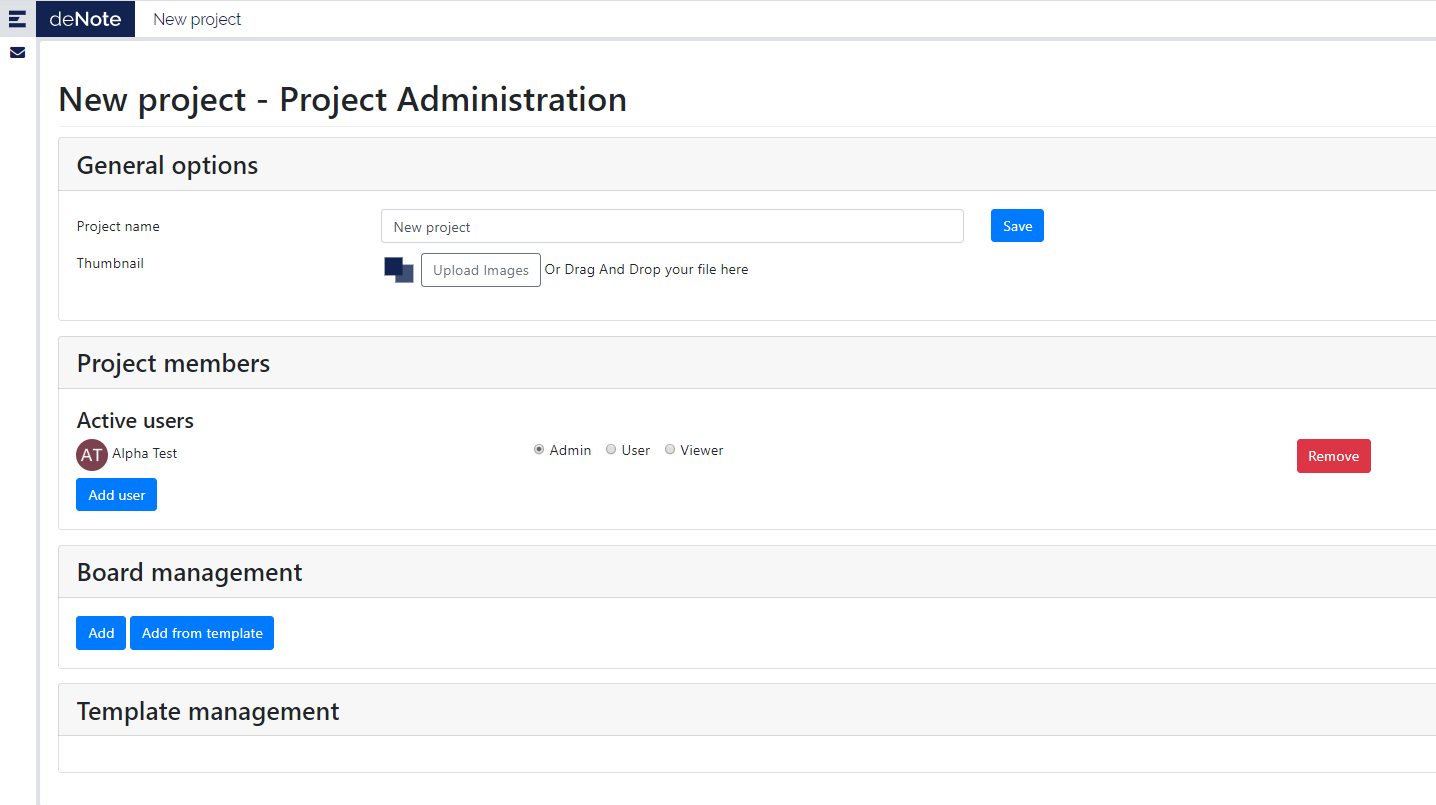 deNote New project
New project - Project Administration
General options
Project name New project Save
Thumbnail Upload Images Or Drag And Drop your file here
Project members
Active users
AT Alpha Test Admin User Viewer Remove
Add user
Board management
Add Add from template
Template management